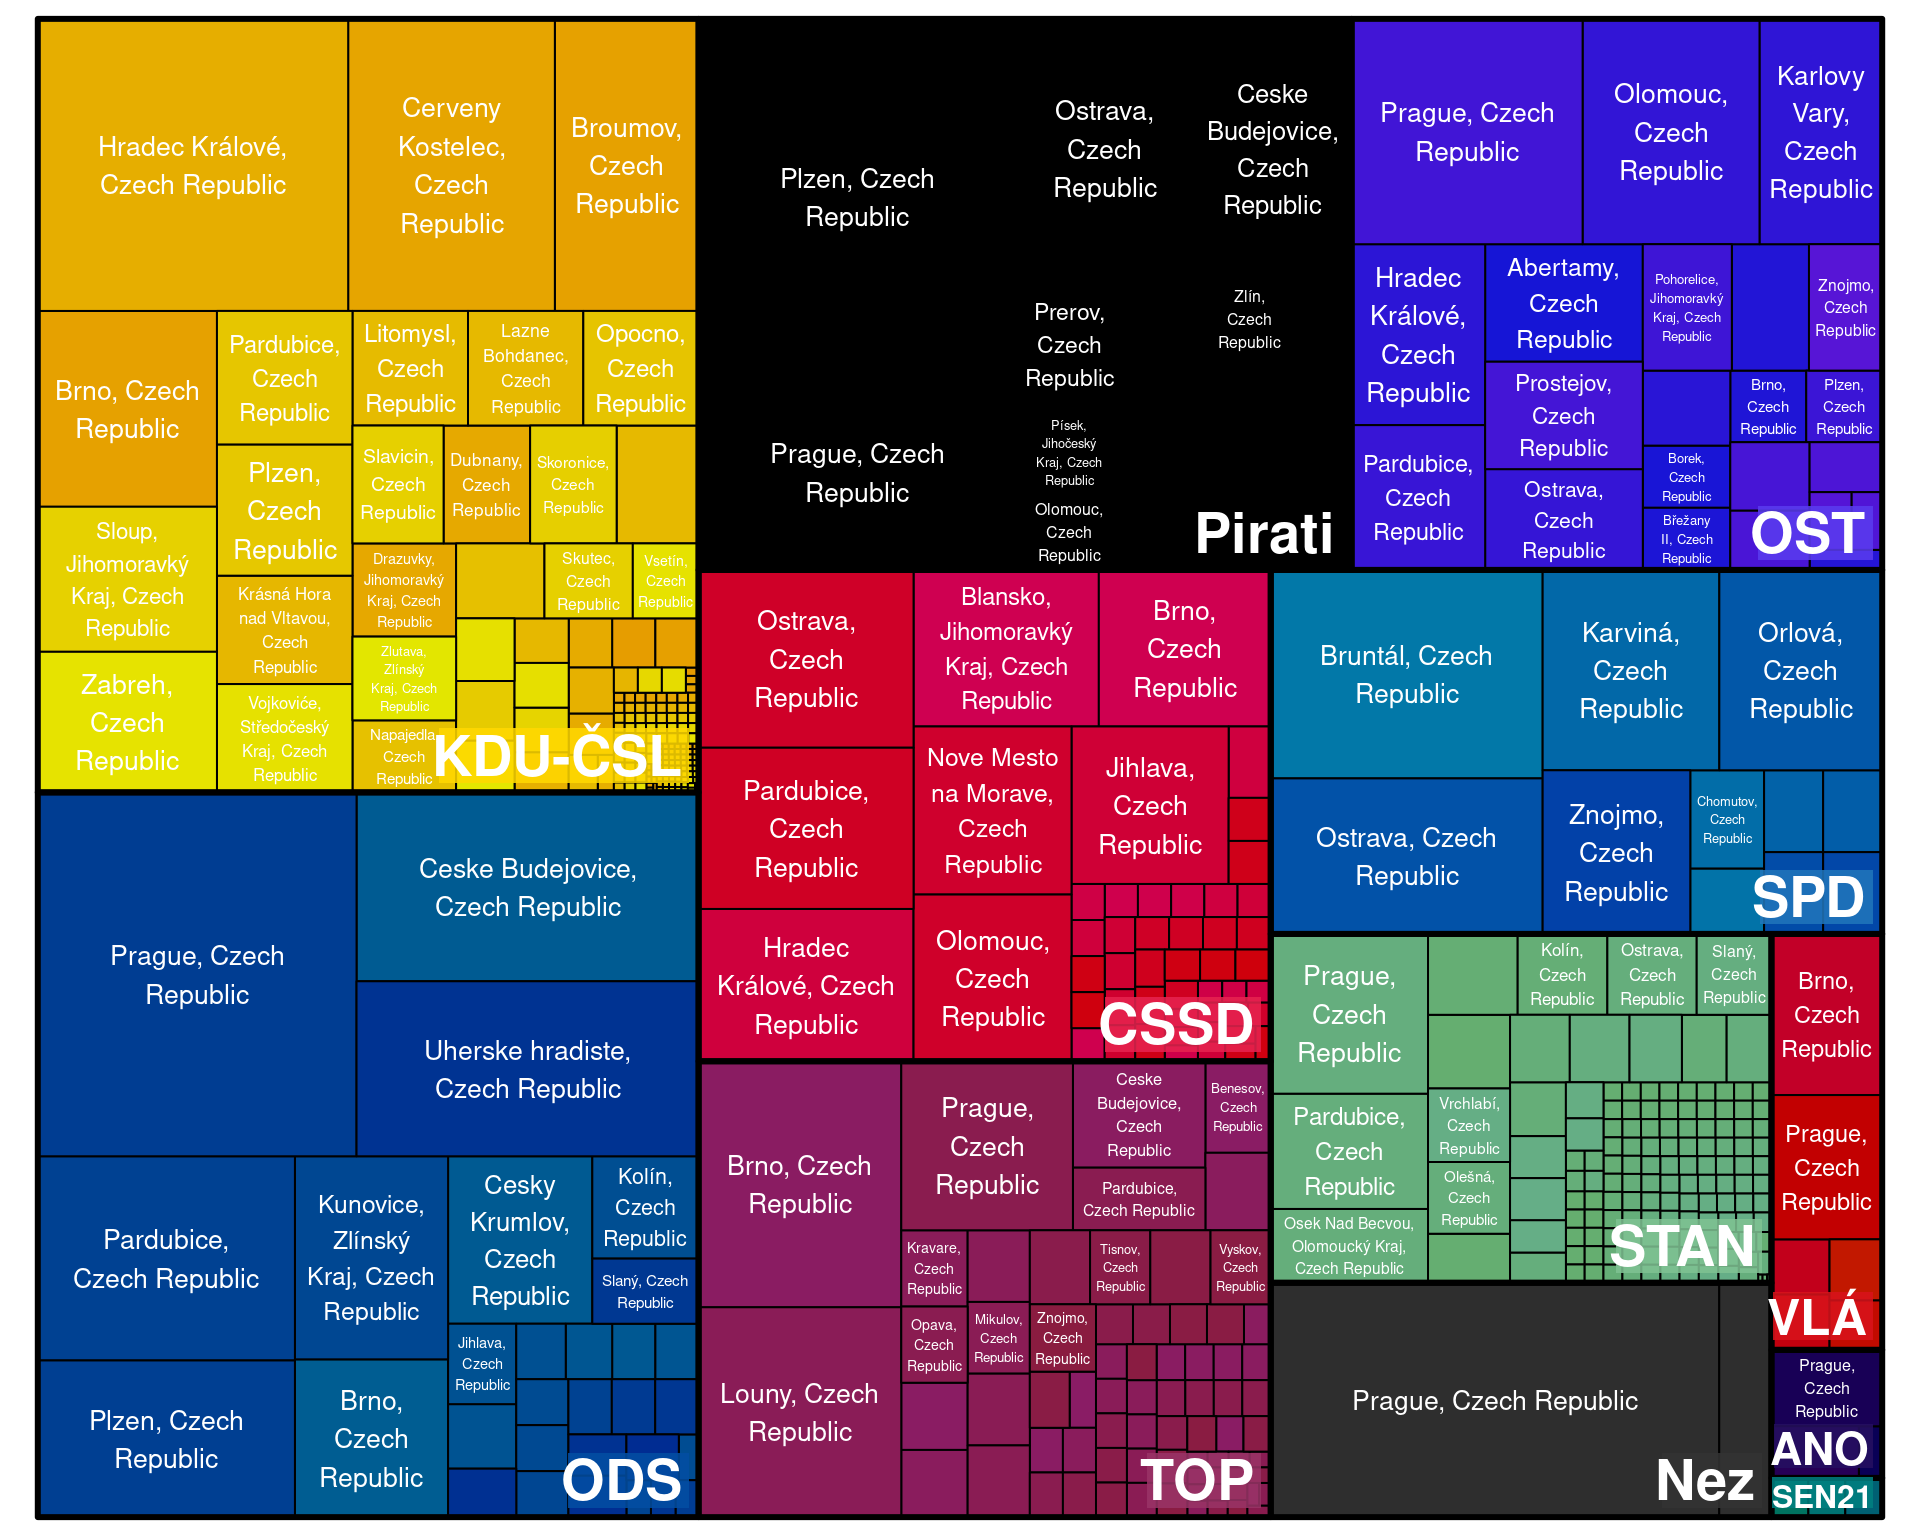 Hradec Králové,
Czech Republic
Cerveny
Kostelec,
Czech
Republic
Broumov,
Czech
Republic
Brno, Czech
Republic
Pardubice,
Czech
Republic
Litomysl,
Czech
Republic
Lazne
Bohdanec,
Czech
Republic
Opocno,
Czech
Republic
Plzen,
Czech
Republic
Slavicin,
Czech
Republic
Dubnany,
Czech
Republic
Skoronice,
Czech
Republic
Sloup,
Jihomoravký
Kraj, Czech
Republic
Krásná Hora
nad Vltavou,
Czech
Republic
Drazuvky,
Jihomoravký
Kraj, Czech
Republic
Skutec,
Czech
Republic
Vsetín,
Czech
Republic
Zabreh,
Czech
Republic
Vojkoviće,
Středočeský
Kraj, Czech
Republic
Zlutava,
Zlínský
Kraj, Czech
Republic
Napajedla,
Czech
Republic
KDU-ČSL
Plzen, Czech
Republic
Ostrava,
Czech
Republic
Ceske
Budejovice,
Czech
Republic
Prague, Czech
Republic
Prerov,
Czech
Republic
Zlín,
Czech
Republic
Písek,
Jihočeský
Kraj, Czech
Republic
Olomouc,
Czech
Republic
Pirati
Prague, Czech
Republic
Olomouc,
Czech
Republic
Karlovy
Vary,
Czech
Republic
Hradec
Králové,
Czech
Republic
Abertamy,
Czech
Republic
Pohorelice,
Jihomoravký
Kraj, Czech
Republic
Znojmo,
Czech
Republic
Prostejov,
Czech
Republic
Brno,
Czech
Republic
Plzen,
Czech
Republic
Pardubice,
Czech
Republic
Ostrava,
Czech
Republic
Borek,
Czech
Republic
Břežany
II, Czech
Republic
OST
Prague, Czech
Republic
Ceske Budejovice,
Czech Republic
Uherske hradiste,
Czech Republic
Pardubice,
Czech Republic
Kunovice,
Zlínský
Kraj, Czech
Republic
Cesky
Krumlov,
Czech
Republic
Kolín,
Czech
Republic
Slaný, Czech
Republic
Plzen, Czech
Republic
Brno,
Czech
Republic
Jihlava,
Czech
Republic
ODS
Ostrava,
Czech
Republic
Blansko,
Jihomoravký
Kraj, Czech
Republic
Brno,
Czech
Republic
Pardubice,
Czech
Republic
Nove Mesto
na Morave,
Czech
Republic
Jihlava,
Czech
Republic
Hradec
Králové, Czech
Republic
Olomouc,
Czech
Republic
CSSD
Brno, Czech
Republic
Prague,
Czech
Republic
Ceske
Budejovice,
Czech
Republic
Benesov,
Czech
Republic
Pardubice,
Czech Republic
Louny, Czech
Republic
Kravare,
Czech
Republic
Tisnov,
Czech
Republic
Vyskov,
Czech
Republic
Opava,
Czech
Republic
Mikulov,
Czech
Republic
Znojmo,
Czech
Republic
TOP
Bruntál, Czech
Republic
Karviná,
Czech
Republic
Orlová,
Czech
Republic
Ostrava, Czech
Republic
Znojmo,
Czech
Republic
Chomutov,
Czech
Republic
SPD
Prague,
Czech
Republic
Kolín,
Czech
Republic
Ostrava,
Czech
Republic
Slaný,
Czech
Republic
Pardubice,
Czech
Republic
Vrchlabí,
Czech
Republic
Olešná,
Czech
Republic
Osek Nad Becvou,
Olomoucký Kraj,
Czech Republic
STAN
Brno,
Czech
Republic
Prague,
Czech
Republic
VLÁ
Prague, Czech Republic
Nez
Prague,
Czech
Republic
ANO
SEN21